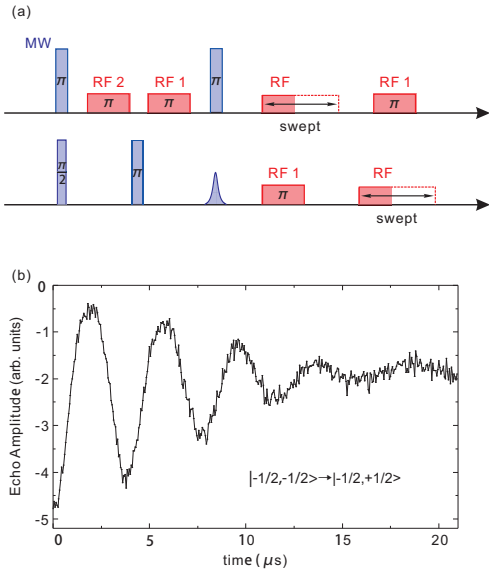 (a)
MW
π
RF 2
π
RF 1
π
π
RF
swept
RF 1
π
π/2
π
RF 1
π
RF
swept
(b)
Echo Amplitude (arb. units)
0
-1
-2
-3
-4
-5
|-1/2,-1/2>→|-1/2,+1/2>
0 5 10 15 20
time (μs)